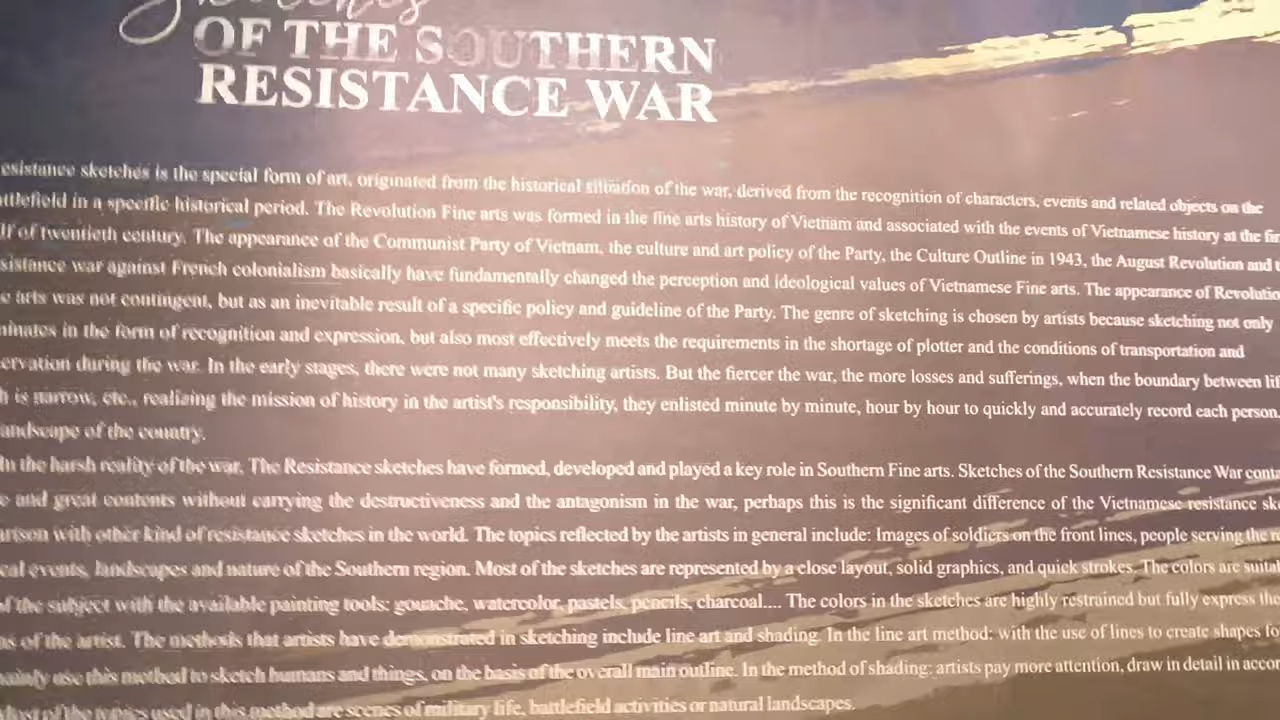 Sketches
OF THE SOUTHERN
RESISTANCE WAR
esistance sketches is the special form of art, originated from the historical situation of the war, derived from the recognition of characters, events and related objects on the
ttlefield in a specific historical period. The Revolution Fine arts was formed in the fine arts history of Vietnam and associated with the events of Vietnamese history at the fir
lf of twentieth century. The appearance of the Communist Party of Vietnam, the culture and art policy of the Party, the Culture Outline in 1943, the August Revolution and t
sistance war against French colonialism basically have fundamentally changed the perception and ideological values of Vietnamese Fine arts. The appearance of Revolutio
e arts was not contingent, but as an inevitable result of a specific policy and guideline of the Party. The genre of sketching is chosen by artists because sketching not only
minates in the form of recognition and expression, but also most effectively meets the requirements in the shortage of plotter and the conditions of transportation and
ervation during the war. In the early stages, there were not many sketching artists. But the fiercer the war, the more losses and sufferings, when the boundary between lif
h is narrow, etc., realizing the mission of history in the artist's responsibility, they enlisted minute by minute, hour by hour to quickly and accurately record each person,
andscape of the country.
In the harsh reality of the war, The Resistance sketches have formed, developed and played a key role in Southern Fine arts. Sketches of the Southern Resistance War conta
e and great contents without carrying the destructiveness and the antagonism in the war, perhaps this is the significant difference of the Vietnamese resistance ske
arison with other kind of resistance sketches in the world. The topics reflected by the artists in general include: Images of soldiers on the front lines, people serving the
cal events, landscapes and nature of the Southern region. Most of the sketches are represented by a close layout, solid graphics, and quick strokes. The colors are suitab
of the subject with the available painting tools: gouache, watercolor, pastels, pencils, charcoal.... The colors in the sketches are highly restrained but fully express the
ns of the artist. The methods that artists have demonstrated in sketching include line art and shading. In the line art method: with the use of lines to create shapes fo
mainly use this method to sketch humans and things, on the basis of the overall main outline. In the method of shading: artists pay more attention, draw in detail in accor
Most of the topics used in this method are scenes of military life, battlefield activities or natural landscapes.